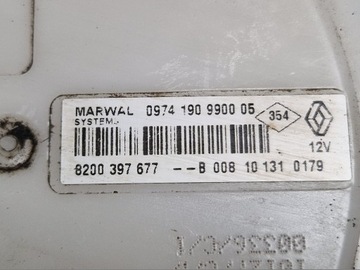 MARWAL 0974 190 9900 05 354
SYSTEMS
12V
8200 397 677 --B 008 10 131 0179